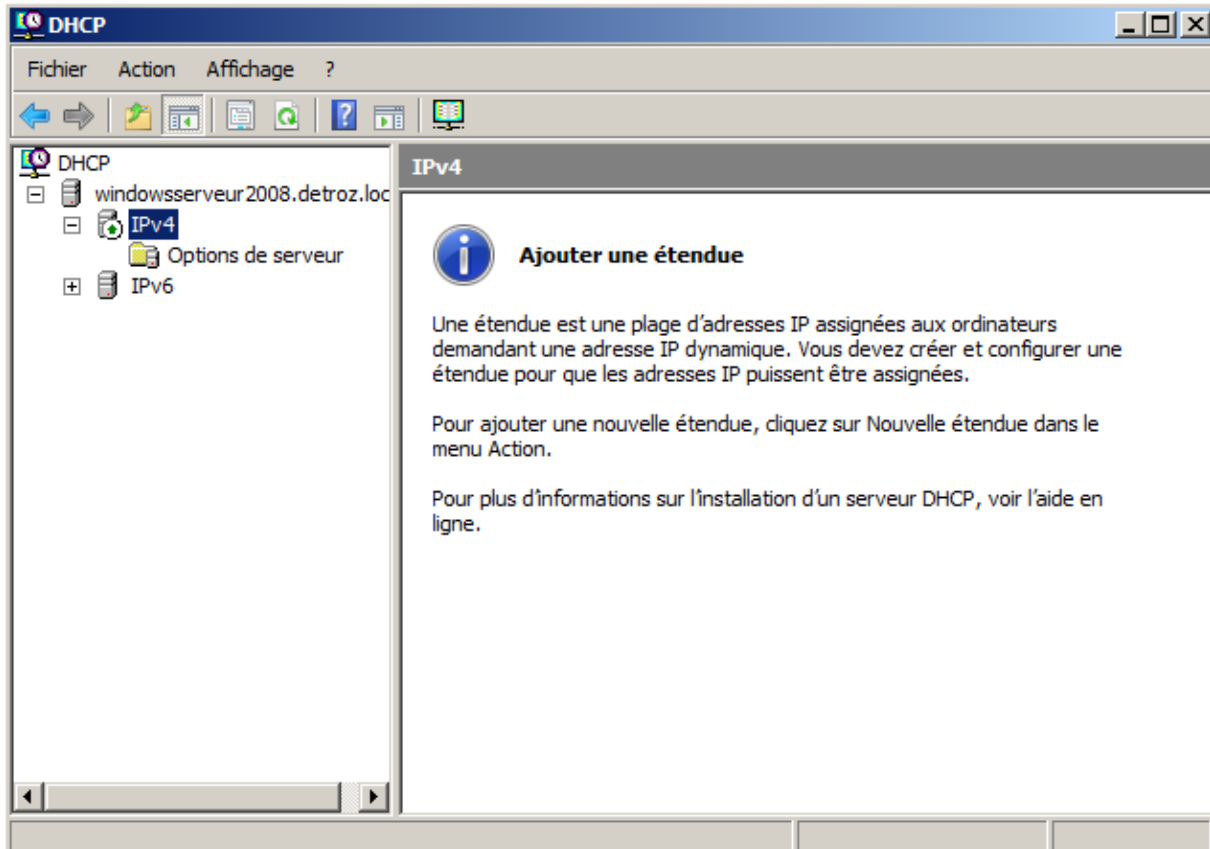 DHCP
Fichier Action Affichage ?
DHCP
windowsserveur2008.detroz.loc
IPv4
Options de serveur
IPv6
IPv4
Ajouter une étendue
Une étendue est une plage d'adresses IP assignées aux ordinateurs
demandant une adresse IP dynamique. Vous devez créer et configurer une
étendue pour que les adresses IP puissent être assignées.
Pour ajouter une nouvelle étendue, cliquez sur Nouvelle étendue dans le
menu Action.
Pour plus d'informations sur l'installation d'un serveur DHCP, voir l'aide en
ligne.